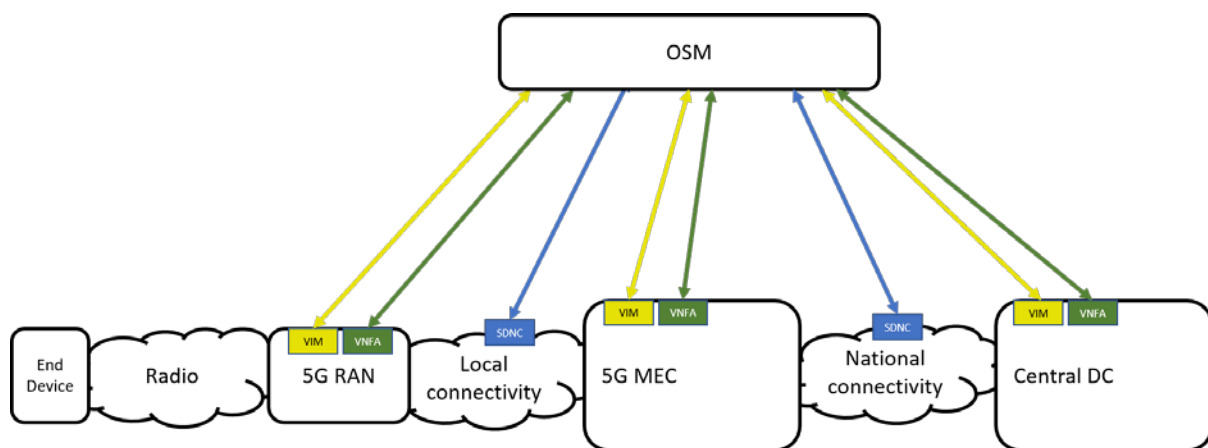 OSM
VIM
VNFA
SDNC
VIM
VNFA
SDNC
VIM
VNFA
End
Device
Radio
5G RAN
Local
connectivity
5G MEC
National
connectivity
Central DC